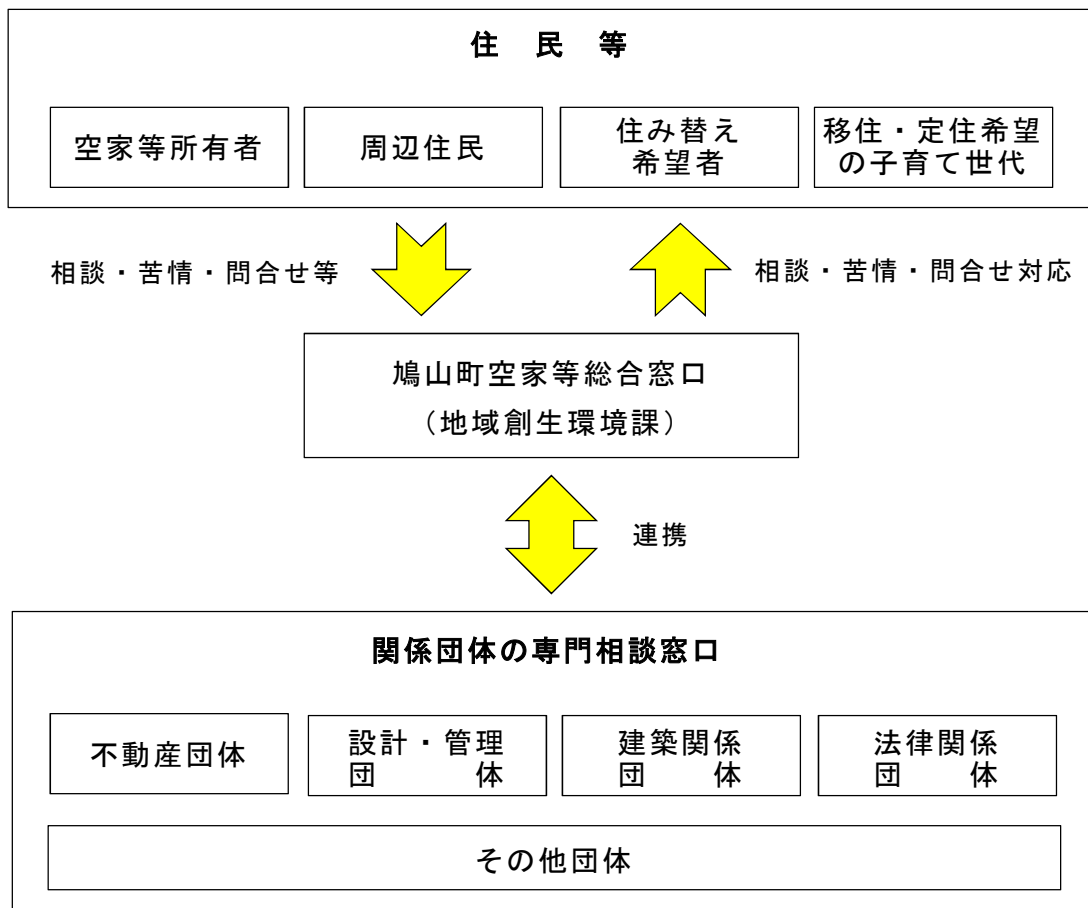 住　民　等
空家等所有者
周辺住民
住み替え
希望者
移住・定住希望
の子育て世代
相談・苦情・問合せ等
相談・苦情・問合せ対応
鳩山町空家等総合窓口
（地域創生環境課）
連携
関係団体の専門相談窓口
不動産団体
設計・管理
団　　　体
建築関係
団　　体
法律関係
団　　体
その他団体